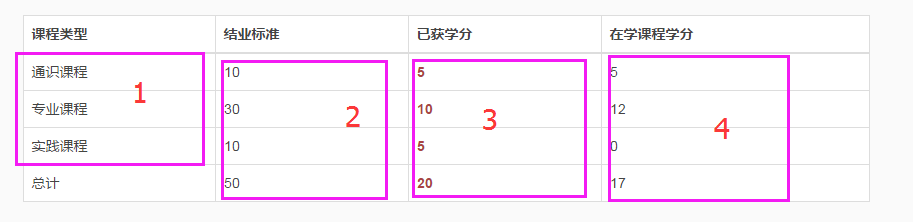 课程类型 结业标准 已获学分 在学课程学分
通识课程 10 5 5
1
专业课程 30 10 12
2 3 4
实践课程 10 5 0
总计 50 20 17